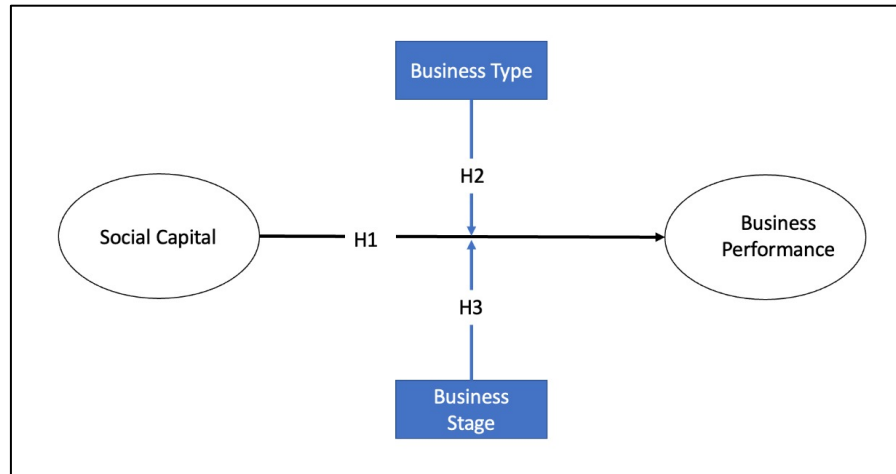 Business Type
H2
Social Capital
H1
Business
Performance
H3
Business
Stage